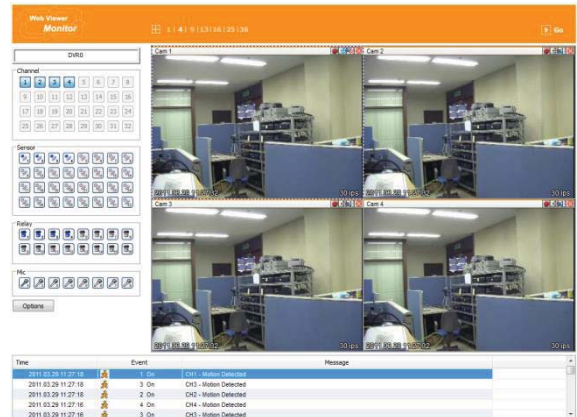 Web Viewer
Monitor
1 | 4 | 9 | 13 | 16 | 25 | 36
Go
DVR0
Channel
1 2 3 4 5 6 7 8
9 10 11 12 13 14 15 16
17 18 19 20 21 22 23 24
25 26 27 28 29 30 31 32
Sensor
Relay
Mic
Options
Cam 1
30 ips
Cam 2
30 ips
Cam 3
30 ips
Cam 4
30 ips
Time Event Message
2011.03.29 11:27:18 1 On CH1 - Motion Detected
2011.03.29 11:27:18 3 On CH3 - Motion Detected
2011.03.29 11:27:18 2 On CH2 - Motion Detected
2011.03.29 11:27:16 4 On CH4 - Motion Detected
2011.03.29 11:27:16 3 On CH3 - Motion Detected